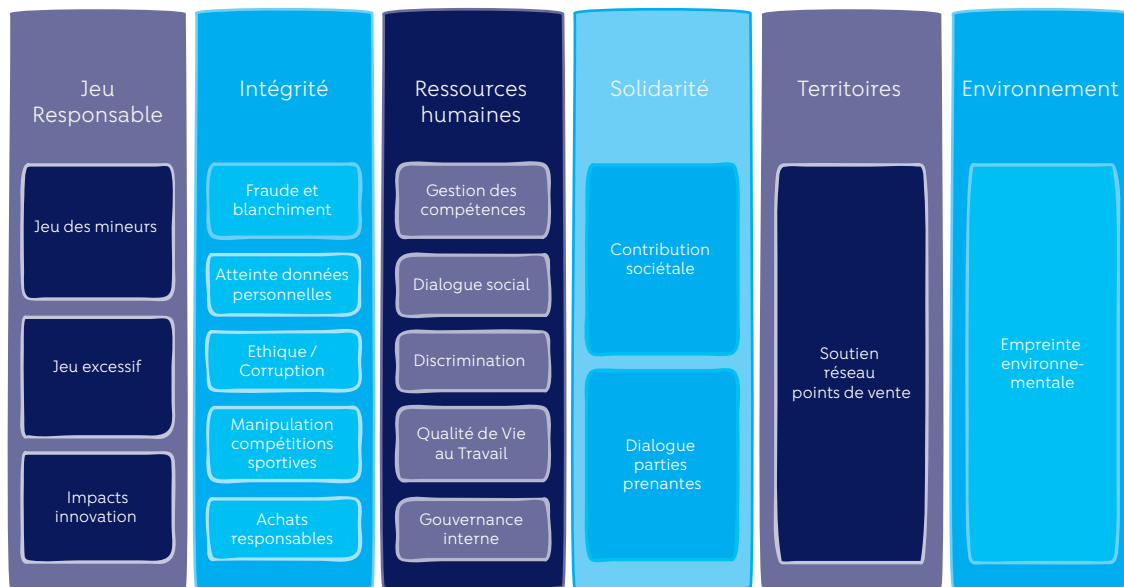 Jeu
Responsable
Jeu des mineurs
Jeu excessif
Impacts
innovation
Intégrité
Fraude et
blanchiment
Atteinte données
personnelles
Ethique /
Corruption
Manipulation
compétitions
sportives
Achats
responsables
Ressources
humaines
Gestion des
compétences
Dialogue social
Discrimination
Qualité de Vie
au Travail
Gouvernance
interne
Solidarité
Contribution
sociétale
Dialogue
parties
prenantes
Territoires
Soutien
réseau
points de vente
Environnement
Empreinte
environne-
mentale